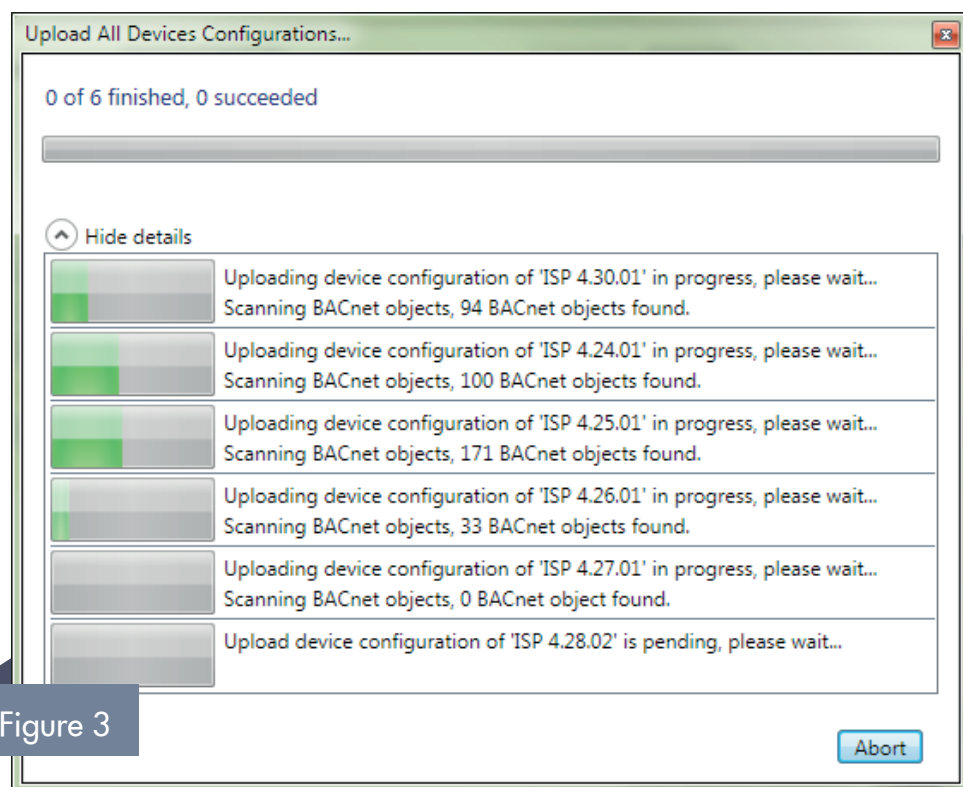 Upload All Devices Configurations...
0 of 6 finished, 0 succeeded
Hide details
Uploading device configuration of 'ISP 4.30.01' in progress, please wait...
Scanning BACnet objects, 94 BACnet objects found.
Uploading device configuration of 'ISP 4.24.01' in progress, please wait...
Scanning BACnet objects, 100 BACnet objects found.
Uploading device configuration of 'ISP 4.25.01' in progress, please wait...
Scanning BACnet objects, 171 BACnet objects found.
Uploading device configuration of 'ISP 4.26.01' in progress, please wait...
Scanning BACnet objects, 33 BACnet objects found.
Uploading device configuration of 'ISP 4.27.01' in progress, please wait...
Scanning BACnet objects, 0 BACnet object found.
Upload device configuration of 'ISP 4.28.02' is pending, please wait...
Figure 3
Abort